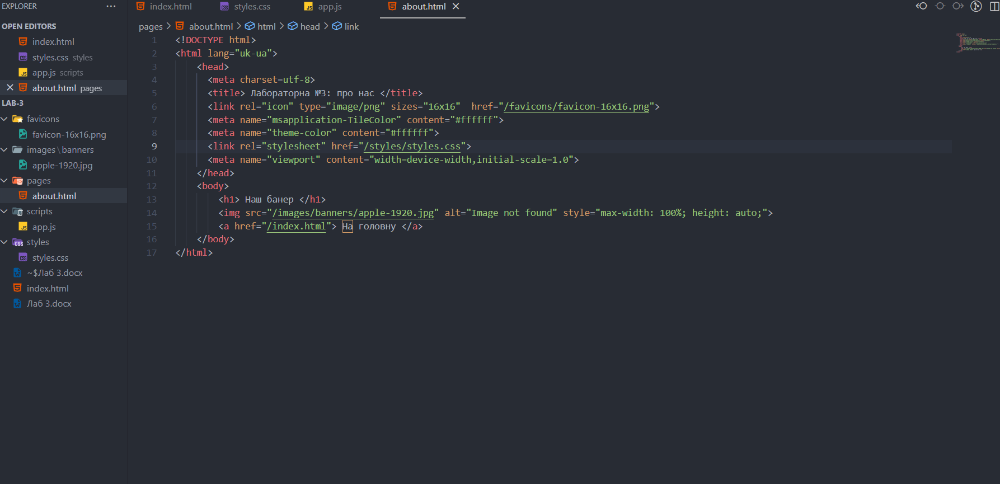 EXPLORER ...
OPEN EDITORS
index.html
styles.css styles
app.js scripts
about.html pages
LAB-3
favicons
favicon-16x16.png
images\banners
apple-1920.jpg
pages
about.html
scripts
app.js
styles
styles.css
~$Лаб 3.docx
index.html
Лаб 3.docx
index.html styles.css app.js about.html
pages > about.html > html > head > link
1 <!DOCTYPE html>
2 <html lang="uk-ua">
3 <head>
4 <meta charset=utf-8>
5 <title> Лабораторна №3: про нас </title>
6 <link rel="icon" type="image/png" sizes="16x16"  href="/favicons/favicon-16x16.png">
7 <meta name="msapplication-TileColor" content="#ffffff">
8 <meta name="theme-color" content="#ffffff">
9 <link rel="stylesheet" href="/styles/styles.css">
10 <meta name="viewport" content="width=device-width,initial-scale=1.0">
11 </head>
12 <body>
13 <h1> Наш банер </h1>
14 <img src="/images/banners/apple-1920.jpg" alt="Image not found" style="max-width: 100%; height: auto;">
15 <a href="/index.html"> На головну </a>
16 </body>
17 </html>